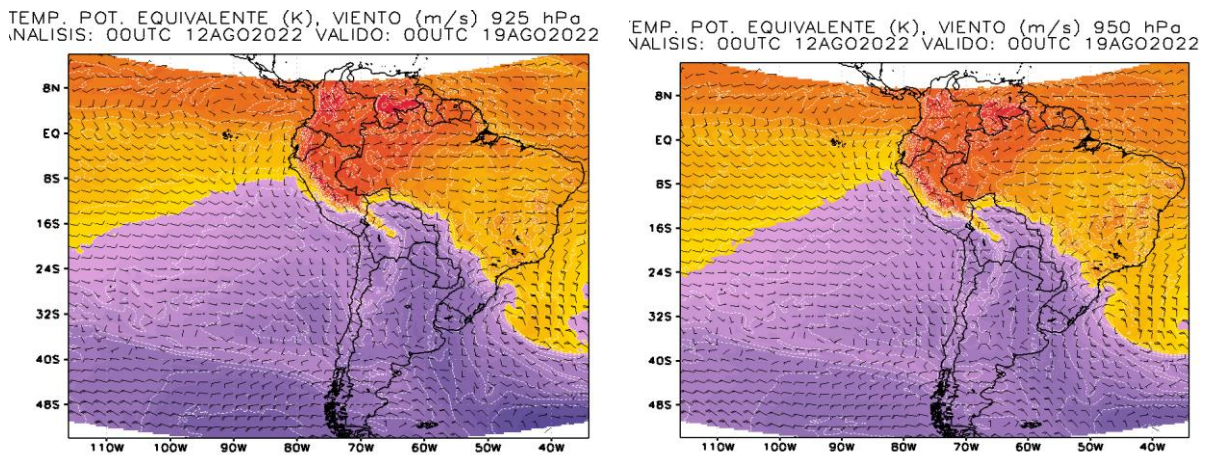 TEMP. POT. EQUIVALENTE (K), VIENTO (m/s) 925 hPa
NALISIS: 00UTC 12AGO2022 VALIDO: 00UTC 19AGO2022
8N
EQ
8S
16S
24S
32S
40S
48S
110W 100W 90W 80W 70W 60W 50W 40W
EMP. POT. EQUIVALENTE (K), VIENTO (m/s) 950 hPa
NALISIS: 00UTC 12AGO2022 VALIDO: 00UTC 19AGO2022
8N
EQ
8S
16S
24S
32S
40S
48S
110W 100W 90W 80W 70W 60W 50W 40W